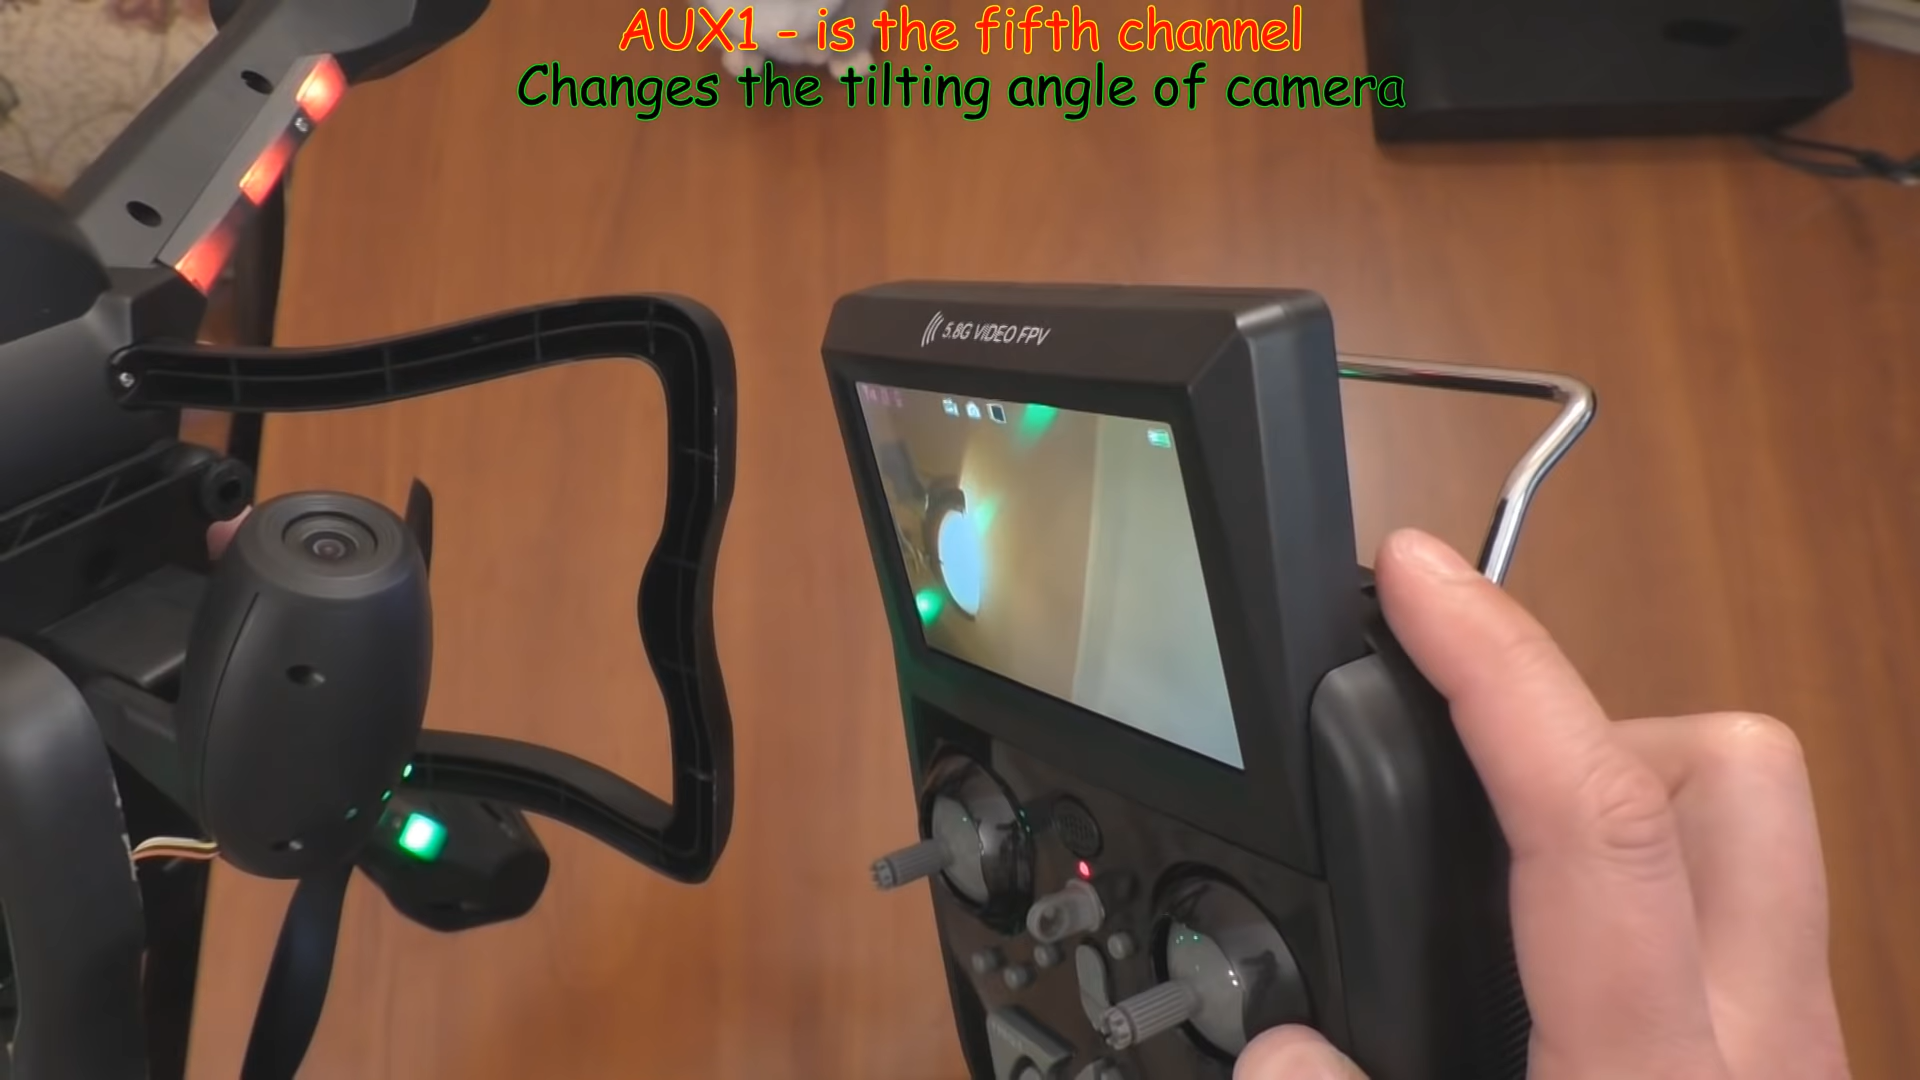 AUX1 - is the fifth channel
Changes the tilting angle of camera
5.8G VIDEO FPV